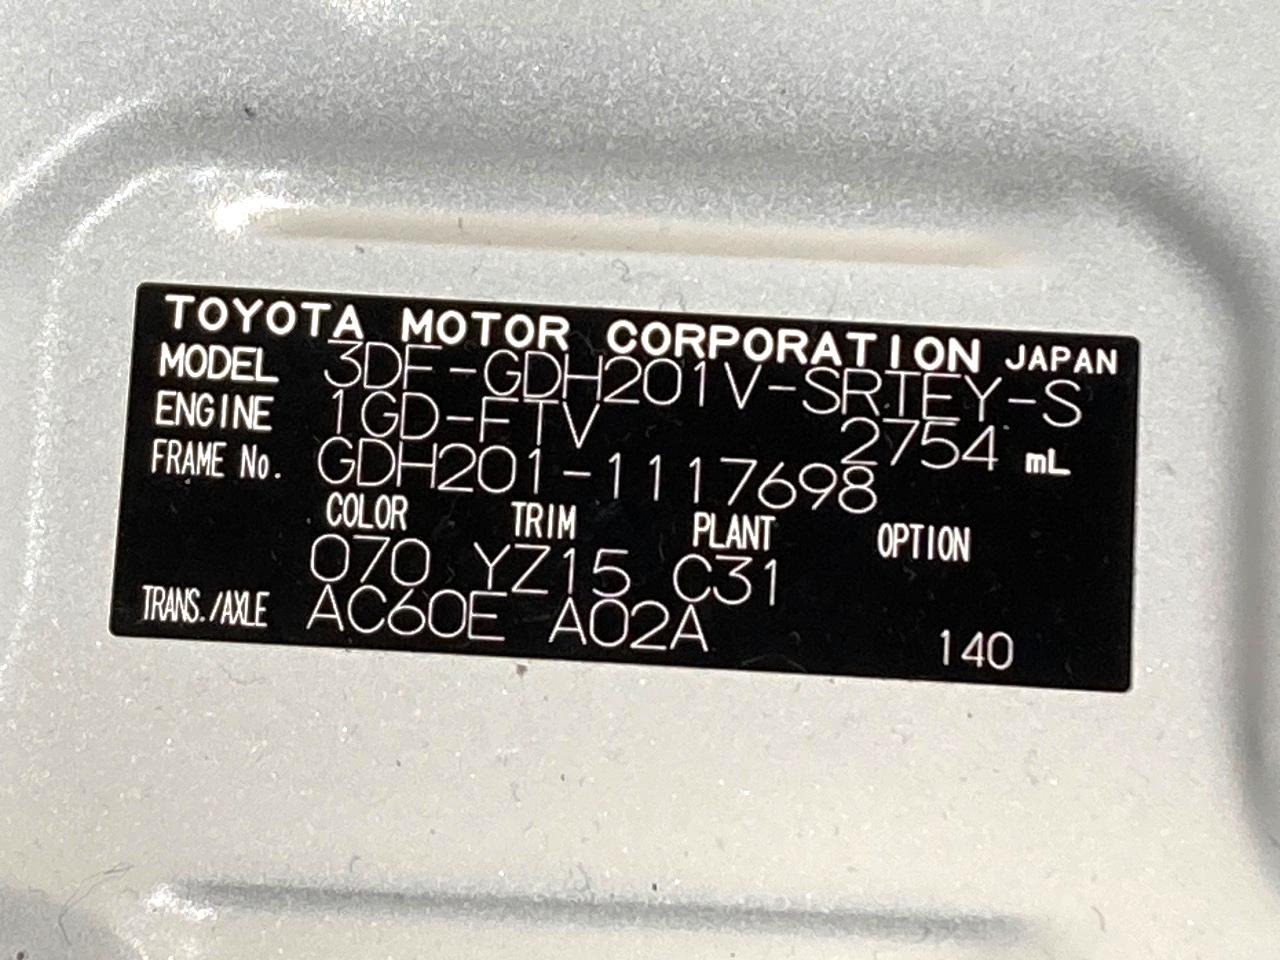 TOYOTA MOTOR CORPORATION JAPAN
MODEL 3DF-GDH201V-SRTEY-S
ENGINE 1GD-FTV 2754 mL
FRAME No. GDH201-1117698
COLOR TRIM PLANT OPTION
070 YZ15 C31
TRANS./AXLE AC60E A02A 140